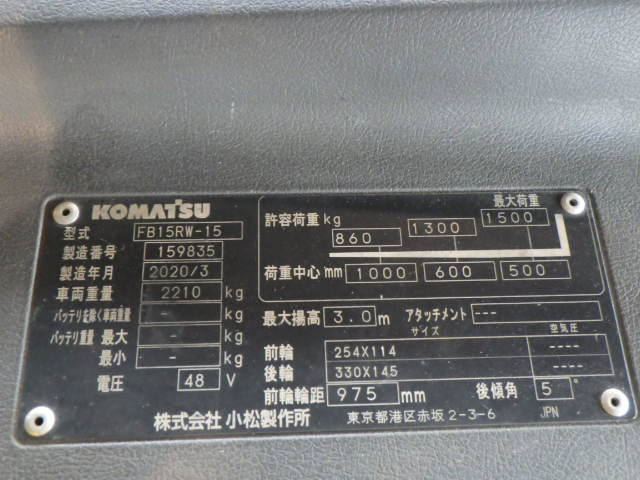 KOMATSU
型式 FB15RW-15
製造番号 159835
製造年月 2020/3
車両重量 2210 kg
バッテリを除く車両重量 - kg
バッテリ重量 最大 - kg
最小 - kg
電圧 48 V
最大荷重
許容荷重 kg 860 1300 1500
荷重中心 mm 1000 600 500
最大揚高 3.0 m アタッチメント ---
サイズ 空気圧
前輪 254X114 ----
後輪 330X145 ----
前輪輪距 975 mm 後傾角 5°
株式会社 小松製作所 東京都港区赤坂 2-3-6 JPN